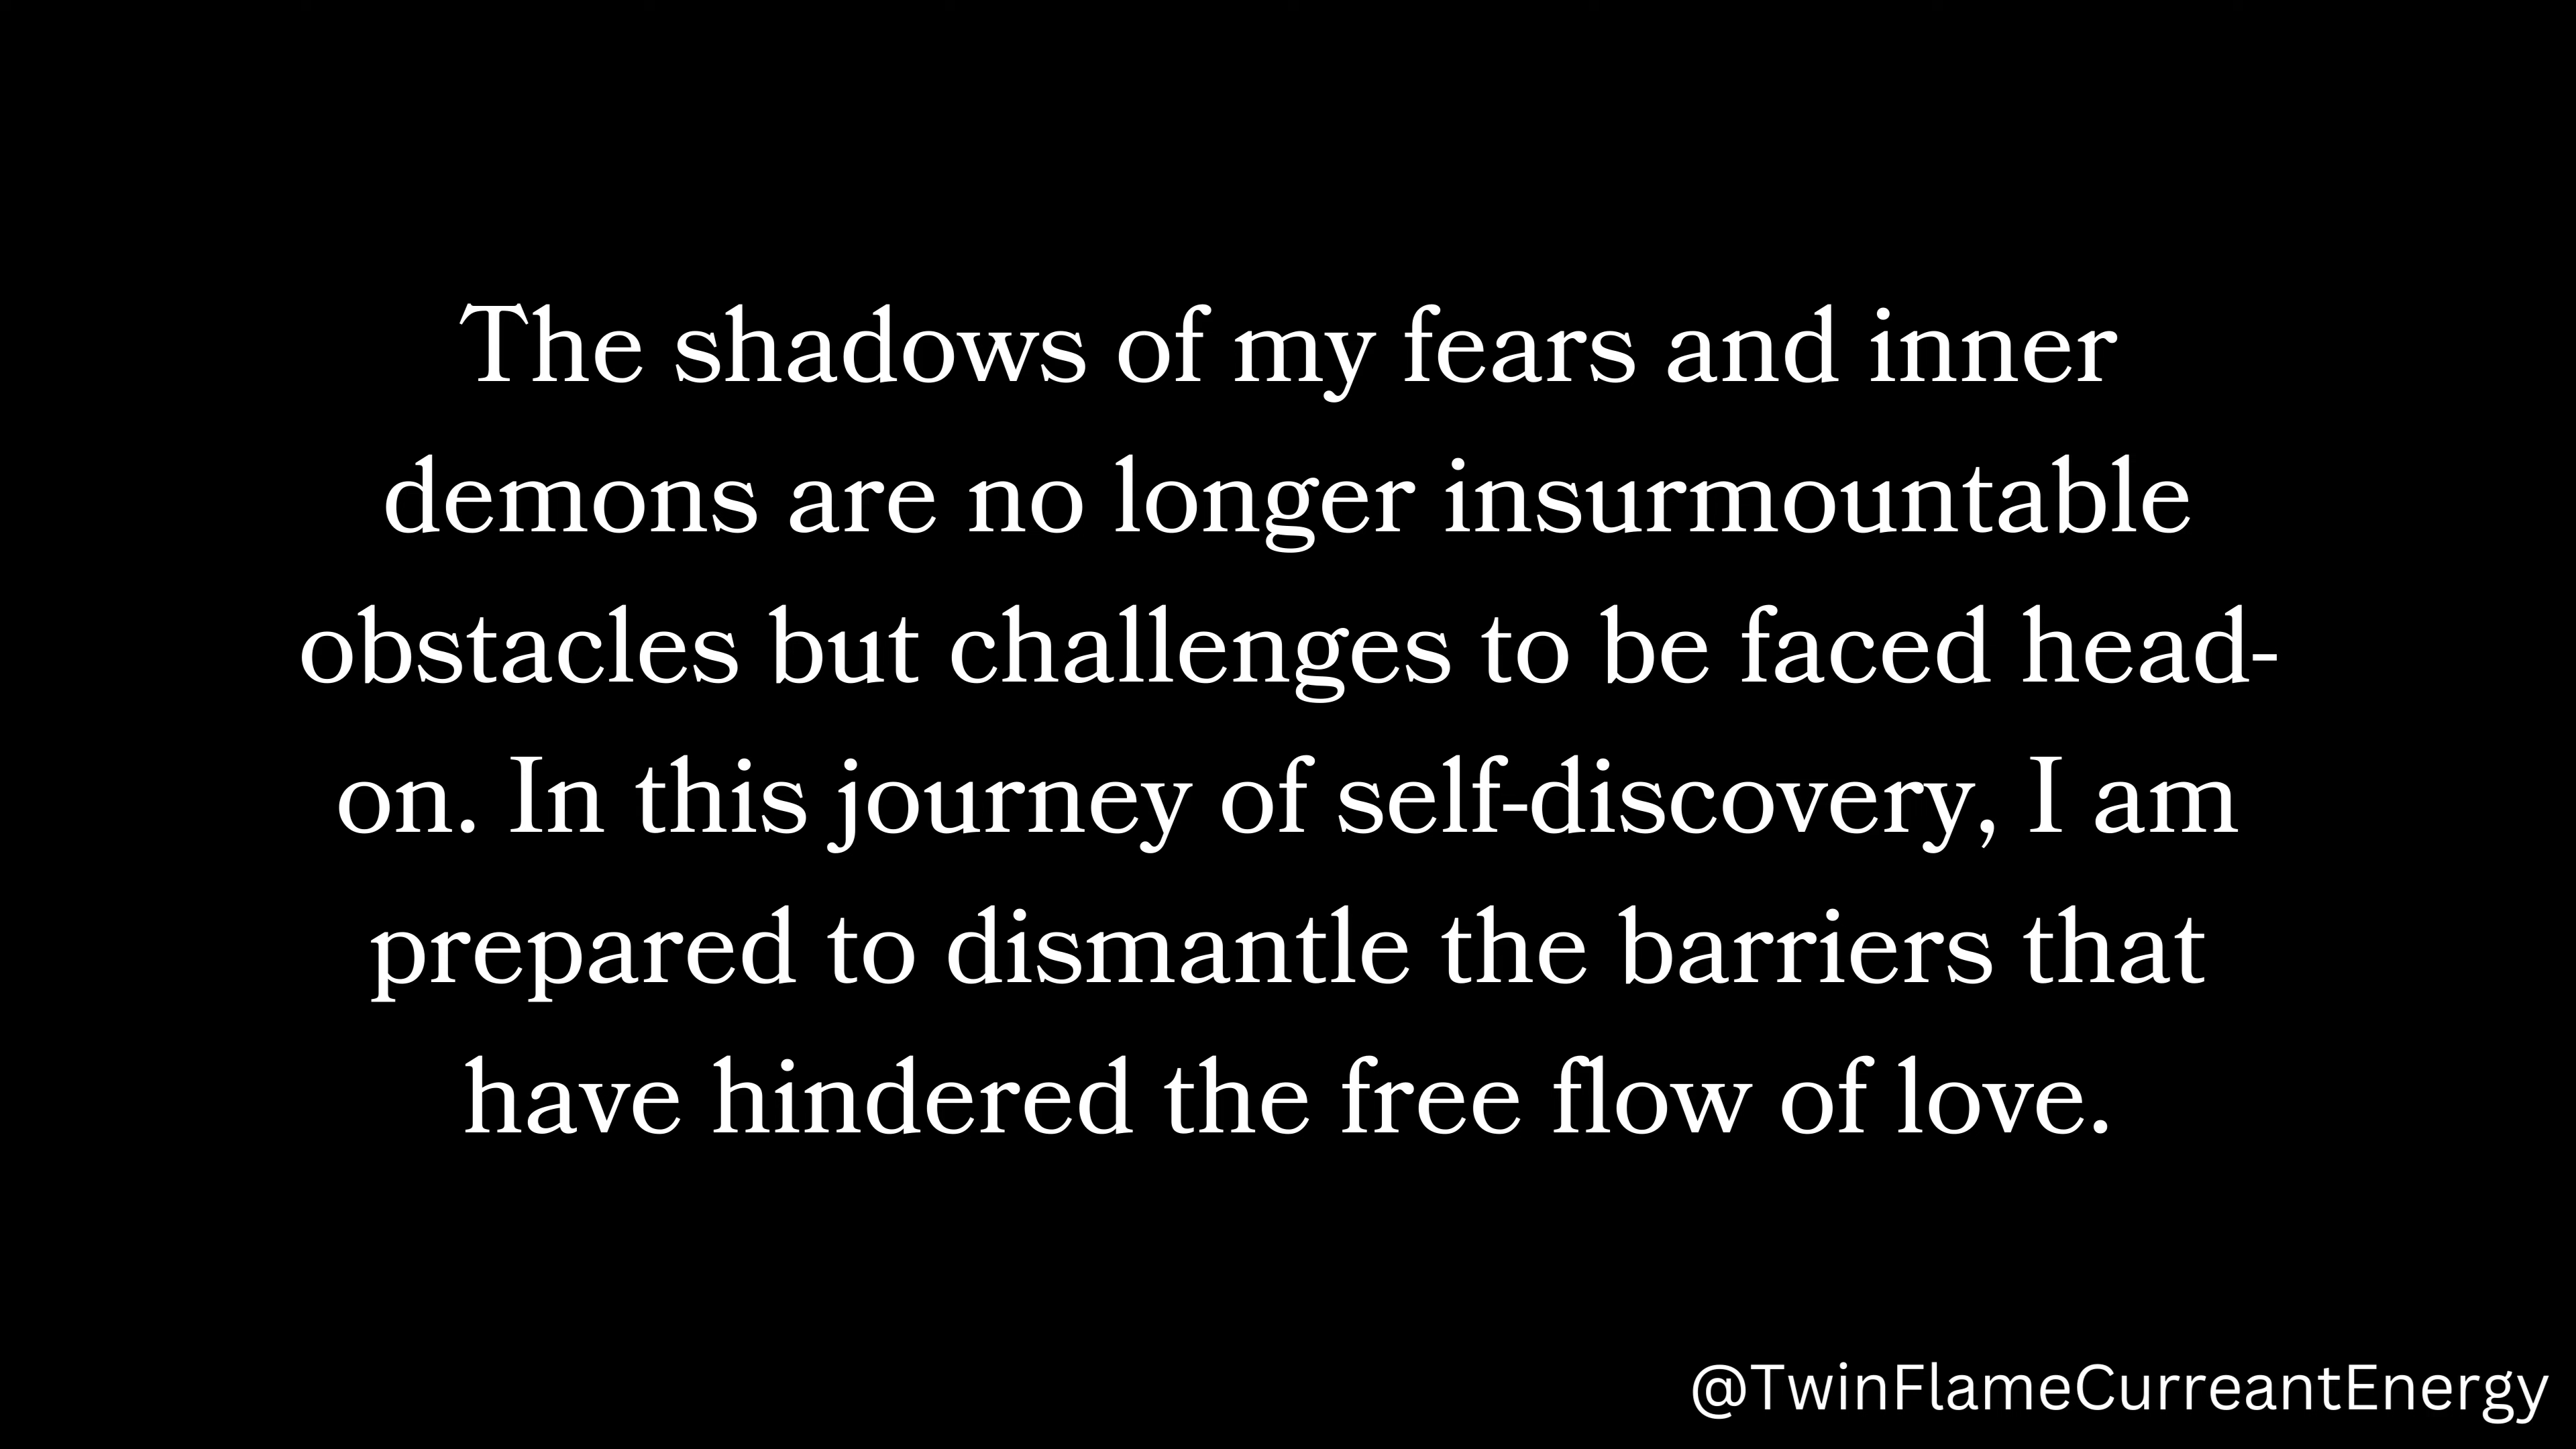 The shadows of my fears and inner
demons are no longer insurmountable
obstacles but challenges to be faced head-
on. In this journey of self-discovery, I am
prepared to dismantle the barriers that
have hindered the free flow of love.
@TwinFlameCurreantEnergy